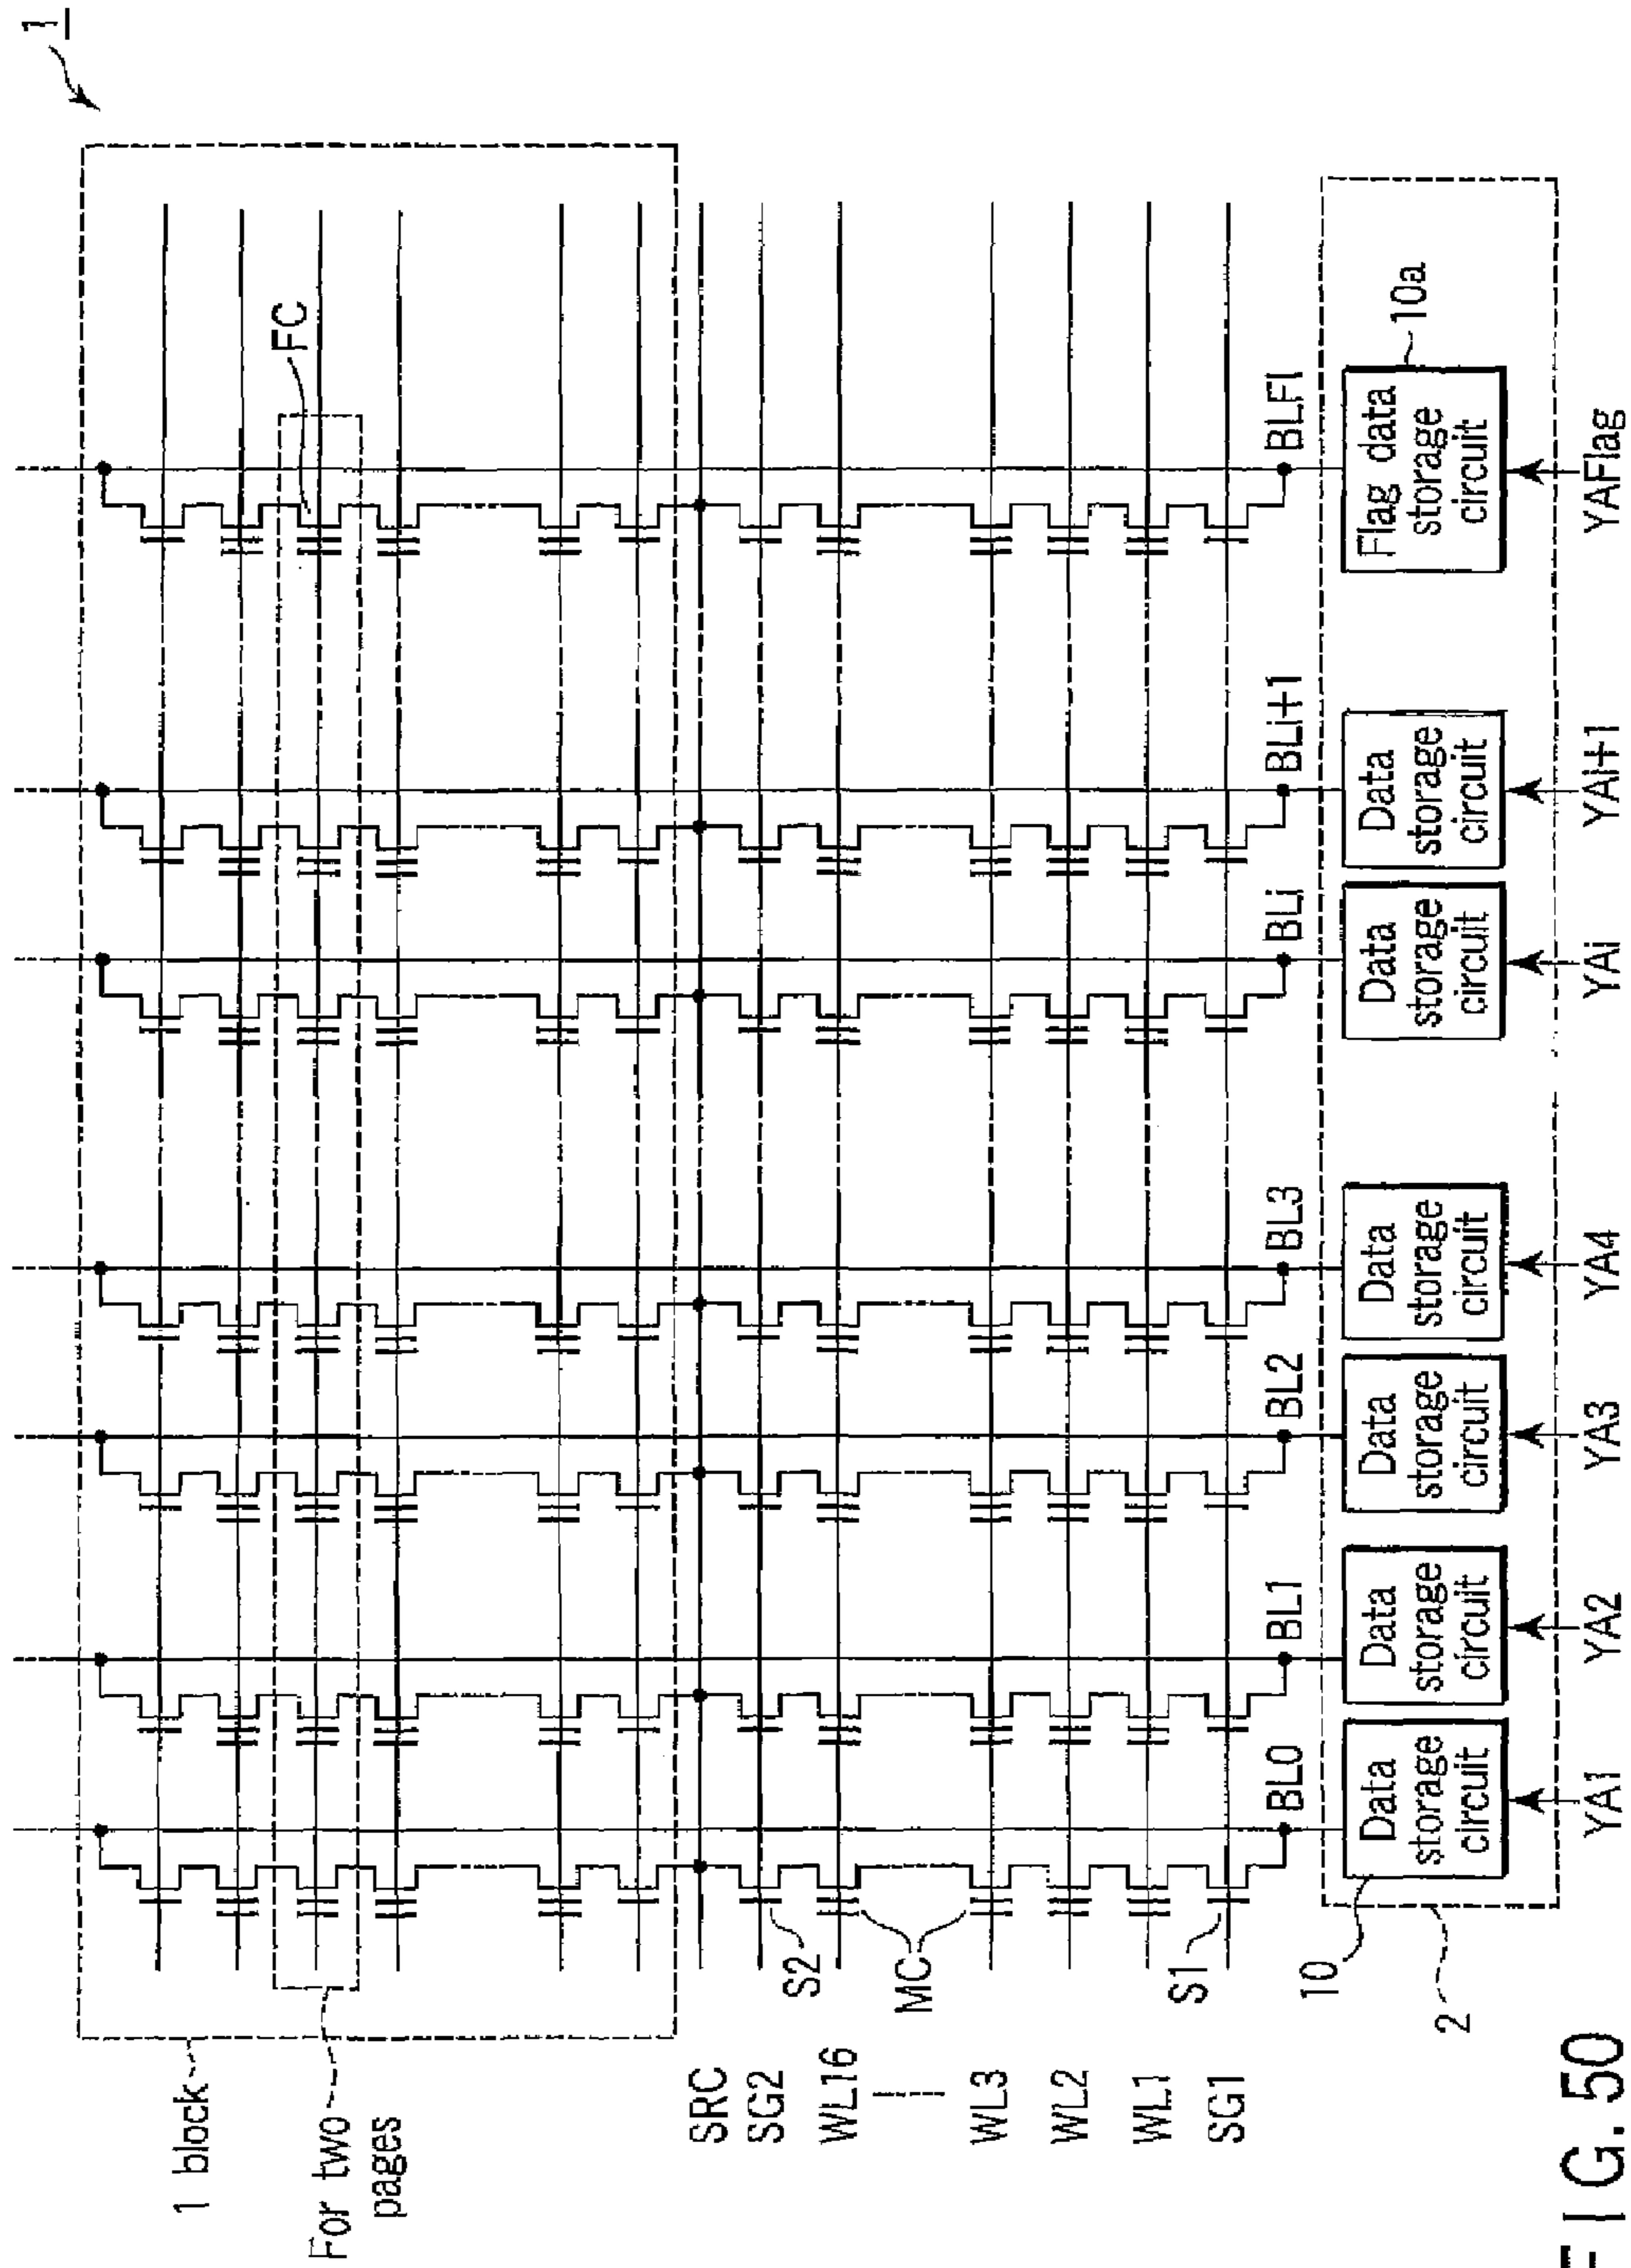 1
1 block
For two
pages
FC
SRC
SG2
WL16
WL3
WL2
WL1
SG1
S2
MC
S1
BL0
BL1
BL2
BL3
BLi
BLi+1
BLFl
10
2
Data
storage
circuit
Data
storage
circuit
Data
storage
circuit
Data
storage
circuit
Data
storage
circuit
Data
storage
circuit
Flag data
storage
circuit
10a
YA1
YA2
YA3
YA4
YAi
YAi+1
YAFlag
FIG. 50